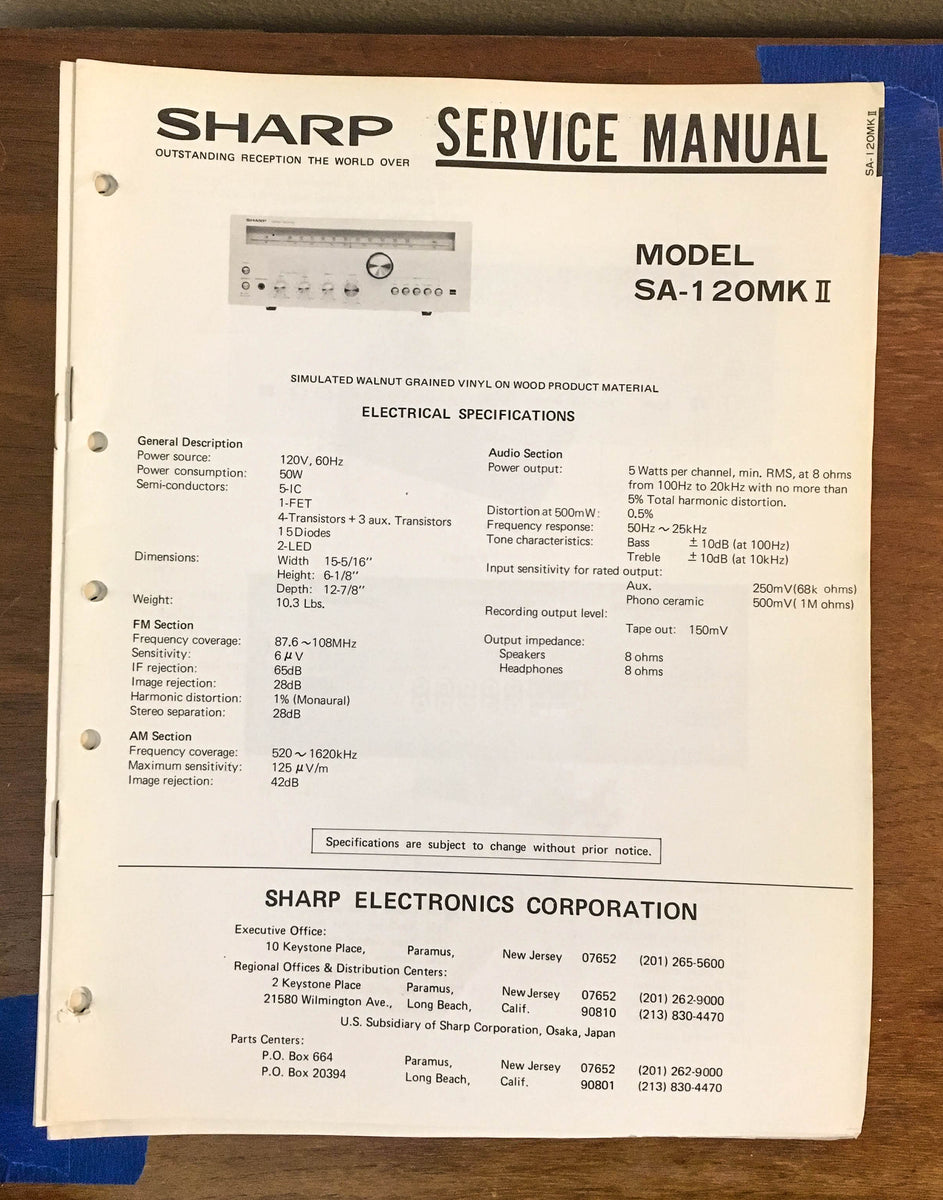 SHARP SERVICE MANUAL
OUTSTANDING RECEPTION THE WORLD OVER
SA-120MK II
SHARP
MODEL
SA-120MK II
SIMULATED WALNUT GRAINED VINYL ON WOOD PRODUCT MATERIAL
ELECTRICAL SPECIFICATIONS
General Description
Power source: 120V, 60Hz
Power consumption: 50W
Semi-conductors: 5-IC
1-FET
4-Transistors + 3 aux. Transistors
15 Diodes
2-LED
Dimensions: Width 15-5/16"
Height: 6-1/8"
Depth: 12-7/8"
Weight: 10.3 Lbs.
FM Section
Frequency coverage: 87.6 ~ 108MHz
Sensitivity: 6 μV
IF rejection: 65dB
Image rejection: 28dB
Harmonic distortion: 1% (Monaural)
Stereo separation: 28dB
AM Section
Frequency coverage: 520 ~ 1620kHz
Maximum sensitivity: 125 μV/m
Image rejection: 42dB
Audio Section
Power output: 5 Watts per channel, min. RMS, at 8 ohms
from 100Hz to 20kHz with no more than
5% Total harmonic distortion.
Distortion at 500mW: 0.5%
Frequency response: 50Hz ~ 25kHz
Tone characteristics: Bass ± 10dB (at 100Hz)
Treble ± 10dB (at 10kHz)
Input sensitivity for rated output:
Aux. 250mV(68k ohms)
Phono ceramic 500mV( 1M ohms)
Recording output level:
Tape out: 150mV
Output impedance:
Speakers 8 ohms
Headphones 8 ohms
Specifications are subject to change without prior notice.
SHARP ELECTRONICS CORPORATION
Executive Office:
10 Keystone Place, Paramus, New Jersey 07652 (201) 265-5600
Regional Offices & Distribution Centers:
2 Keystone Place Paramus, New Jersey 07652 (201) 262-9000
21580 Wilmington Ave., Long Beach, Calif. 90810 (213) 830-4470
U.S. Subsidiary of Sharp Corporation, Osaka, Japan
Parts Centers:
P.O. Box 664 Paramus, New Jersey 07652 (201) 262-9000
P.O. Box 20394 Long Beach, Calif. 90801 (213) 830-4470